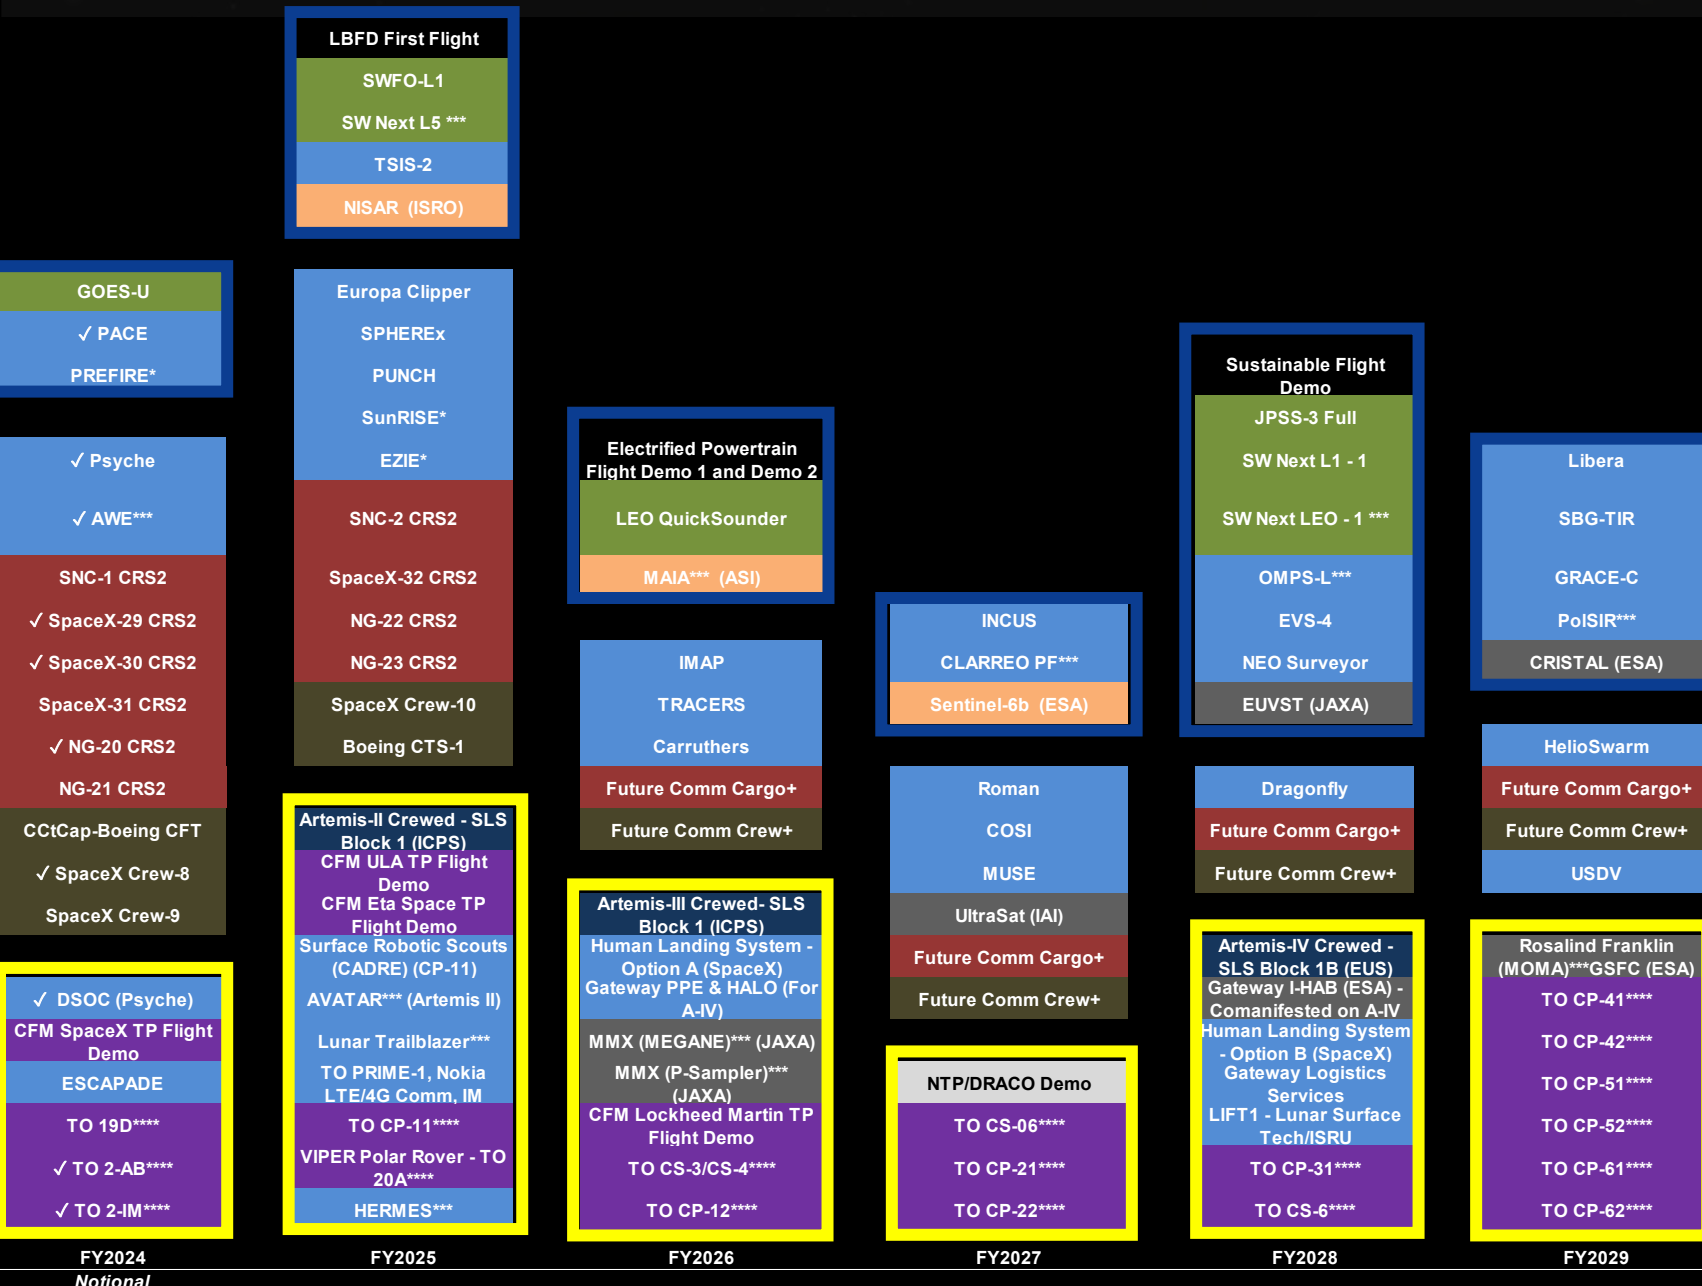 LBFD First Flight
SWFO-L1
SW Next L5 ***
TSIS-2
NISAR (ISRO)
GOES-U
✓ PACE
PREFIRE*
✓ Psyche
✓ AWE***
SNC-1 CRS2
✓ SpaceX-29 CRS2
✓ SpaceX-30 CRS2
SpaceX-31 CRS2
✓ NG-20 CRS2
NG-21 CRS2
CCtCap-Boeing CFT
✓ SpaceX Crew-8
SpaceX Crew-9
✓ DSOC (Psyche)
CFM SpaceX TP Flight
Demo
ESCAPADE
TO 19D****
✓ TO 2-AB****
✓ TO 2-IM****
FY2024
Notional
Europa Clipper
SPHEREx
PUNCH
SunRISE*
EZIE*
SNC-2 CRS2
SpaceX-32 CRS2
NG-22 CRS2
NG-23 CRS2
SpaceX Crew-10
Boeing CTS-1
Artemis-II Crewed - SLS
Block 1 (ICPS)
CFM ULA TP Flight
Demo
CFM Eta Space TP
Flight Demo
Surface Robotic Scouts
(CADRE) (CP-11)
AVATAR*** (Artemis II)
Lunar Trailblazer***
TO PRIME-1, Nokia
LTE/4G Comm, IM
TO CP-11****
VIPER Polar Rover - TO
20A****
HERMES***
FY2025
Electrified Powertrain
Flight Demo 1 and Demo 2
LEO QuickSounder
MAIA*** (ASI)
IMAP
TRACERS
Carruthers
Future Comm Cargo+
Future Comm Crew+
Artemis-III Crewed- SLS
Block 1 (ICPS)
Human Landing System -
Option A (SpaceX)
Gateway PPE & HALO (For
A-IV)
MMX (MEGANE)*** (JAXA)
MMX (P-Sampler)***
(JAXA)
CFM Lockheed Martin TP
Flight Demo
TO CS-3/CS-4****
TO CP-12****
FY2026
INCUS
CLARREO PF***
Sentinel-6b (ESA)
Roman
COSI
MUSE
UltraSat (IAI)
Future Comm Cargo+
Future Comm Crew+
NTP/DRACO Demo
TO CS-06****
TO CP-21****
TO CP-22****
FY2027
Sustainable Flight
Demo
JPSS-3 Full
SW Next L1 - 1
SW Next LEO - 1 ***
OMPS-L***
EVS-4
NEO Surveyor
EUVST (JAXA)
Dragonfly
Future Comm Cargo+
Future Comm Crew+
Artemis-IV Crewed -
SLS Block 1B (EUS)
Gateway I-HAB (ESA) -
Comanifested on A-IV
Human Landing System
- Option B (SpaceX)
Gateway Logistics
Services
LIFT1 - Lunar Surface
Tech/ISRU
TO CP-31****
TO CS-6****
FY2028
Libera
SBG-TIR
GRACE-C
PolSIR***
CRISTAL (ESA)
HelioSwarm
Future Comm Cargo+
Future Comm Crew+
USDV
Rosalind Franklin
(MOMA)***GSFC (ESA)
TO CP-41****
TO CP-42****
TO CP-51****
TO CP-52****
TO CP-61****
TO CP-62****
FY2029